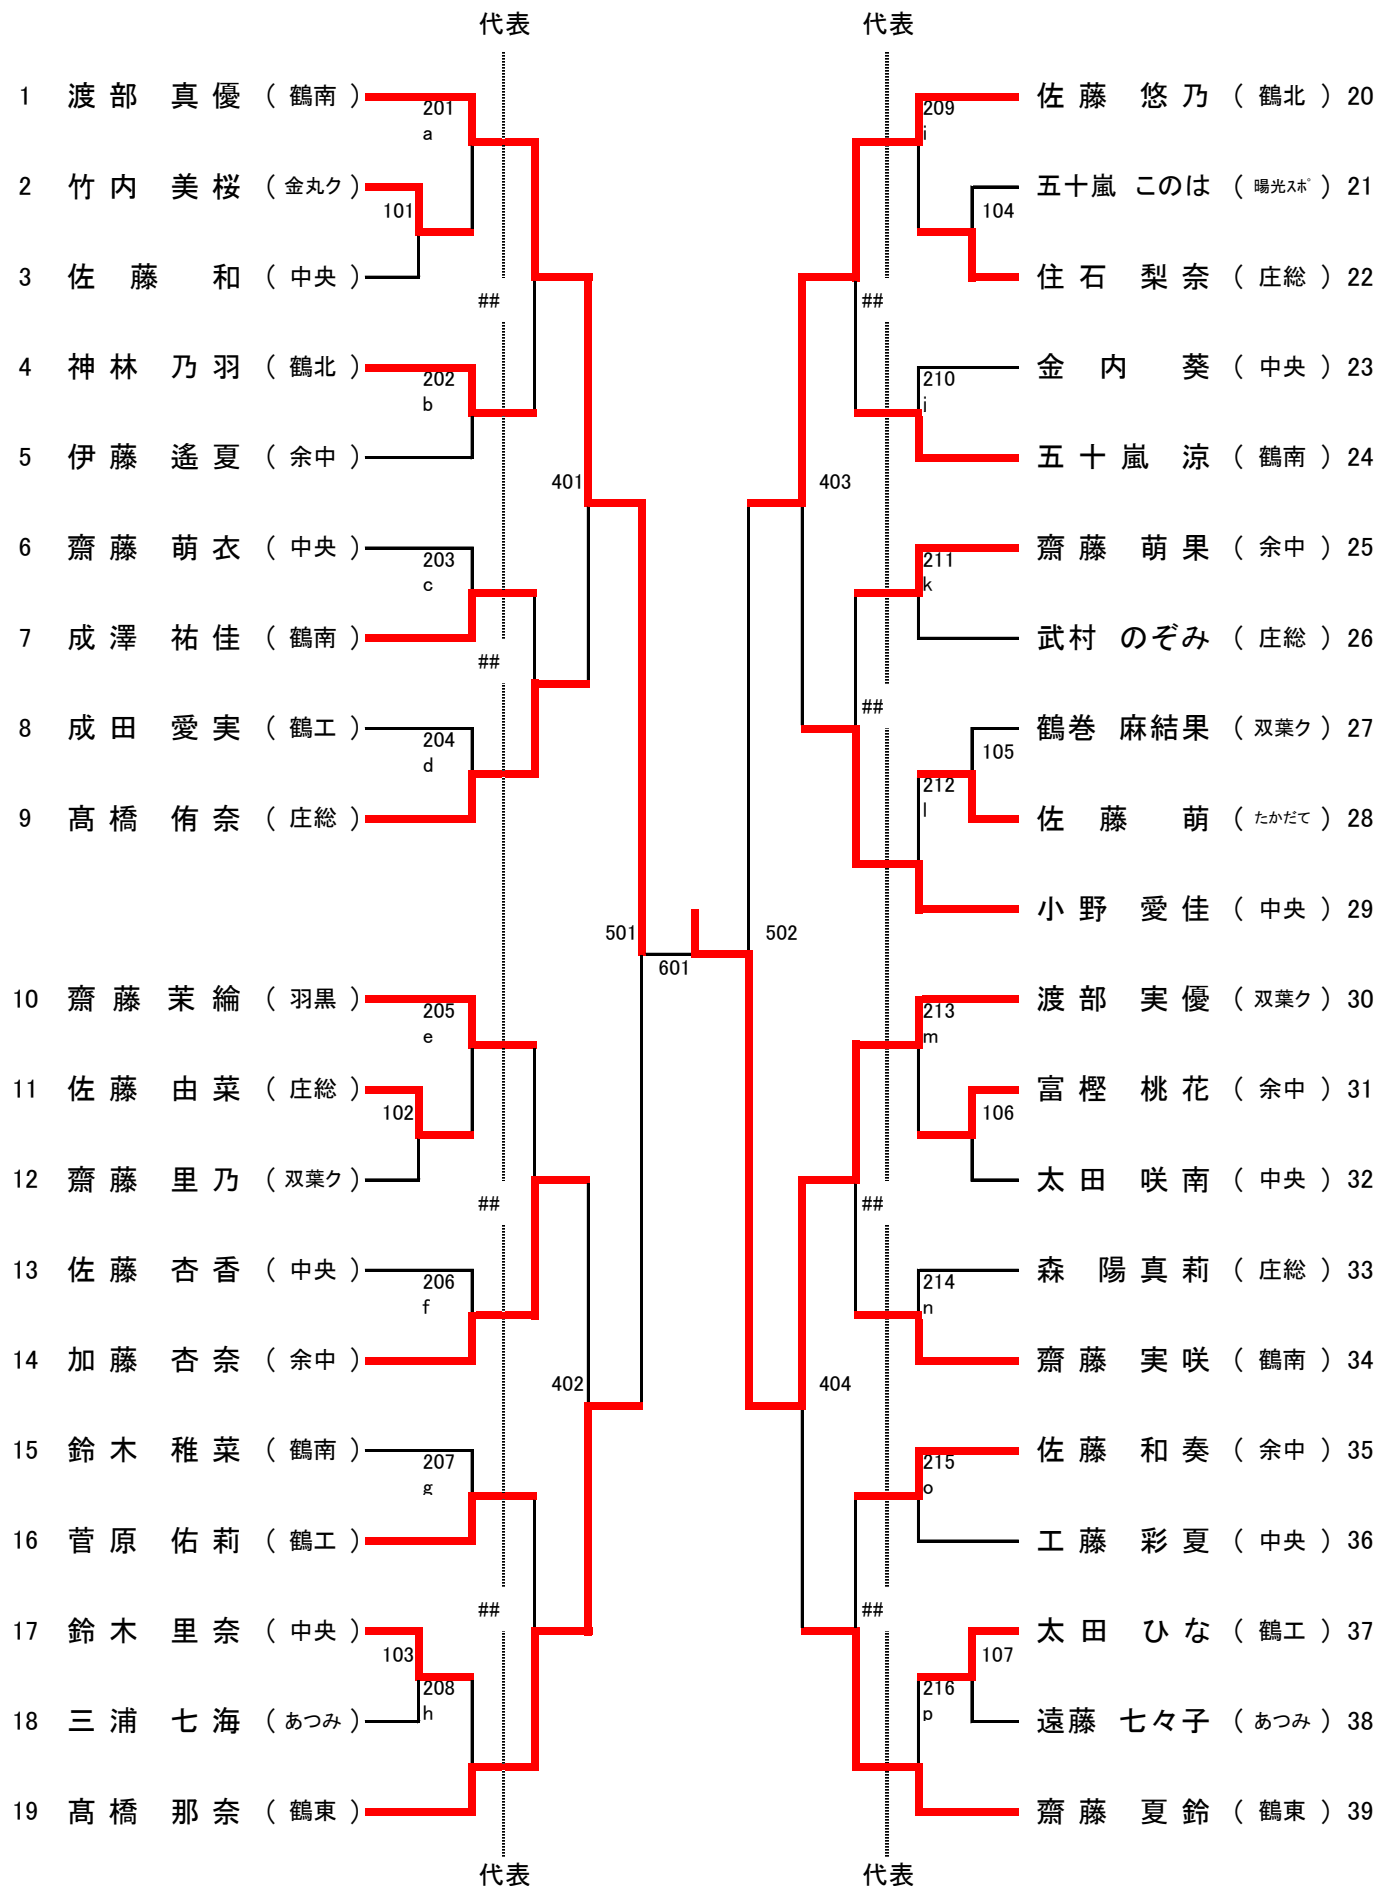 代表 代表
1 渡部 真優 （ 鶴南 ） 201 209 佐藤 悠乃 （ 鶴北 ） 20
a i
2 竹内 美桜 （ 金丸ク ） 101 104 五十嵐 このは （ 陽光ｽﾎﾟ ） 21
3 佐藤 和 （ 中央 ） 住石 梨奈 （ 庄総 ） 22
## ##
4 神林 乃羽 （ 鶴北 ） 202 210 金内 葵 （ 中央 ） 23
b j
5 伊藤 遙夏 （ 余中 ） 五十嵐 涼 （ 鶴南 ） 24
401 403
6 齋藤 萌衣 （ 中央 ） 203 211 齋藤 萌果 （ 余中 ） 25
c k
7 成澤 祐佳 （ 鶴南 ） 武村 のぞみ （ 庄総 ） 26
## ##
8 成田 愛実 （ 鶴工 ） 204 105 鶴巻 麻結果 （ 双葉ク ） 27
d 212
9 髙橋 侑奈 （ 庄総 ） l 佐藤 萌 （ たかだて ） 28
小野 愛佳 （ 中央 ） 29
501 502
601
10 齋藤 茉綸 （ 羽黒 ） 205 213 渡部 実優 （ 双葉ク ） 30
e m
11 佐藤 由菜 （ 庄総 ） 102 106 富樫 桃花 （ 余中 ） 31
12 齋藤 里乃 （ 双葉ク ） 太田 咲南 （ 中央 ） 32
## ##
13 佐藤 杏香 （ 中央 ） 206 214 森 陽真莉 （ 庄総 ） 33
f n
14 加藤 杏奈 （ 余中 ） 齋藤 実咲 （ 鶴南 ） 34
402 404
15 鈴木 稚菜 （ 鶴南 ） 207 215 佐藤 和奏 （ 余中 ） 35
g o
16 菅原 佑莉 （ 鶴工 ） 工藤 彩夏 （ 中央 ） 36
## ##
17 鈴木 里奈 （ 中央 ） 103 107 太田 ひな （ 鶴工 ） 37
208 216
18 三浦 七海 （ あつみ ） h p 遠藤 七々子 （ あつみ ） 38
19 髙橋 那奈 （ 鶴東 ） 齋藤 夏鈴 （ 鶴東 ） 39
代表 代表